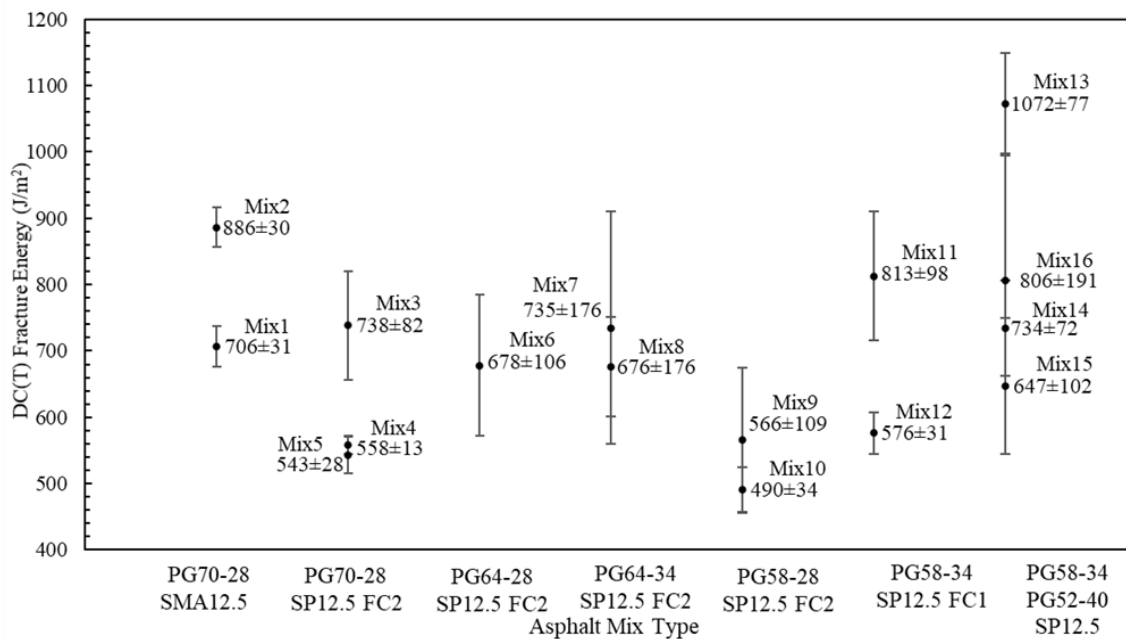 1200
1100
1000
900
800
700
600
500
400
DC(T) Fracture Energy (J/m²)
Mix2
886±30
Mix1
706±31
Mix3
738±82
Mix4
558±13
Mix5
543±28
Mix6
678±106
Mix7
735±176
Mix8
676±176
Mix9
566±109
Mix10
490±34
Mix11
813±98
Mix12
576±31
Mix13
1072±77
Mix16
806±191
Mix14
734±72
Mix15
647±102
PG70-28
SMA12.5
PG70-28
SP12.5 FC2
PG64-28
SP12.5 FC2
PG64-34
SP12.5 FC2
PG58-28
SP12.5 FC2
PG58-34
SP12.5 FC1
PG58-34
PG52-40
SP12.5
Asphalt Mix Type